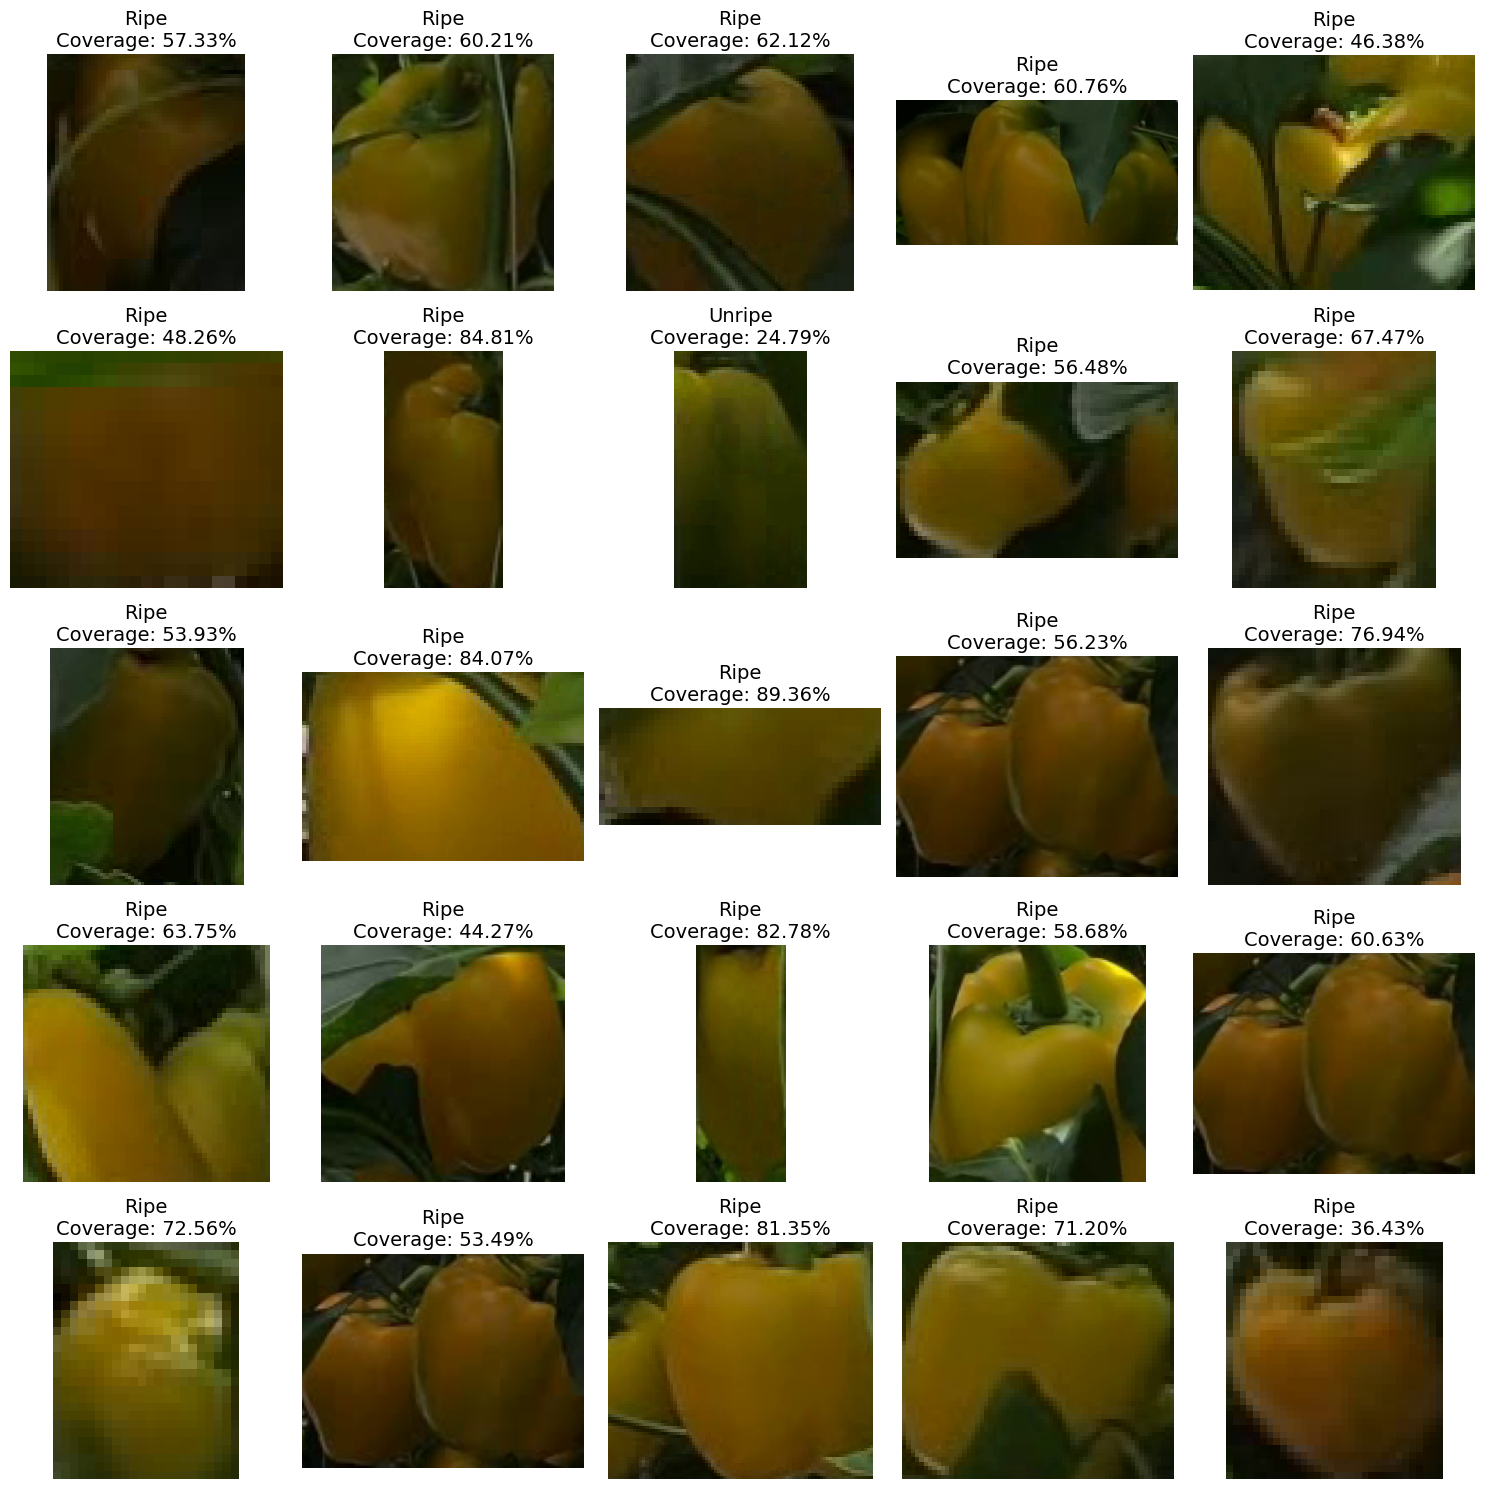 Ripe
Coverage: 57.33%
Ripe
Coverage: 60.21%
Ripe
Coverage: 62.12%
Ripe
Coverage: 60.76%
Ripe
Coverage: 46.38%
Ripe
Coverage: 48.26%
Ripe
Coverage: 84.81%
Unripe
Coverage: 24.79%
Ripe
Coverage: 56.48%
Ripe
Coverage: 67.47%
Ripe
Coverage: 53.93%
Ripe
Coverage: 84.07%
Ripe
Coverage: 89.36%
Ripe
Coverage: 56.23%
Ripe
Coverage: 76.94%
Ripe
Coverage: 63.75%
Ripe
Coverage: 44.27%
Ripe
Coverage: 82.78%
Ripe
Coverage: 58.68%
Ripe
Coverage: 60.63%
Ripe
Coverage: 72.56%
Ripe
Coverage: 53.49%
Ripe
Coverage: 81.35%
Ripe
Coverage: 71.20%
Ripe
Coverage: 36.43%